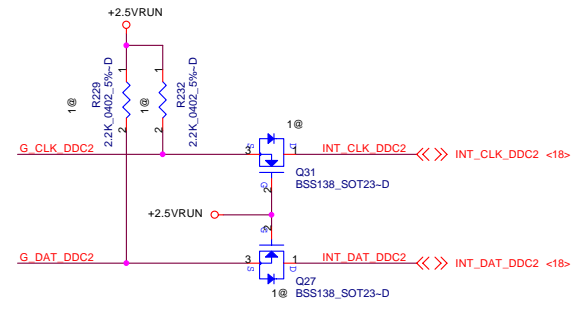 +2.5VRUN
1@
R229
2.2K_0402_5%~D
1
2
1@
R232
2.2K_0402_5%~D
1
2
1@
G_CLK_DDC2
3
S
D
1
INT_CLK_DDC2
INT_CLK_DDC2 <18>
G
2
Q31
BSS138_SOT23~D
+2.5VRUN
2
G
G_DAT_DDC2
3
S
D
1
INT_DAT_DDC2
INT_DAT_DDC2 <18>
Q27
1@ BSS138_SOT23~D